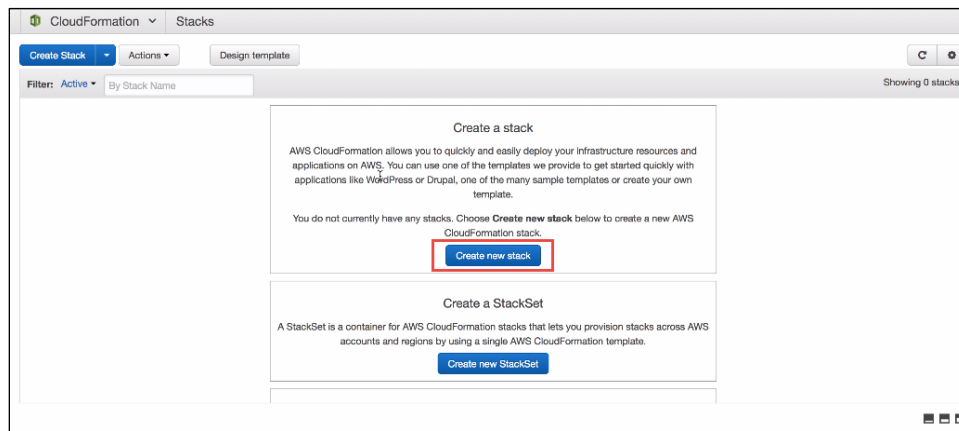 CloudFormation Stacks
Create Stack Actions Design template
Filter: Active By Stack Name Showing 0 stacks
Create a stack
AWS CloudFormation allows you to quickly and easily deploy your infrastructure resources and
applications on AWS. You can use one of the templates we provide to get started quickly with
applications like WordPress or Drupal, one of the many sample templates or create your own
template.
You do not currently have any stacks. Choose Create new stack below to create a new AWS
CloudFormation stack.
Create new stack
Create a StackSet
A StackSet is a container for AWS CloudFormation stacks that lets you provision stacks across AWS
accounts and regions by using a single AWS CloudFormation template.
Create new StackSet